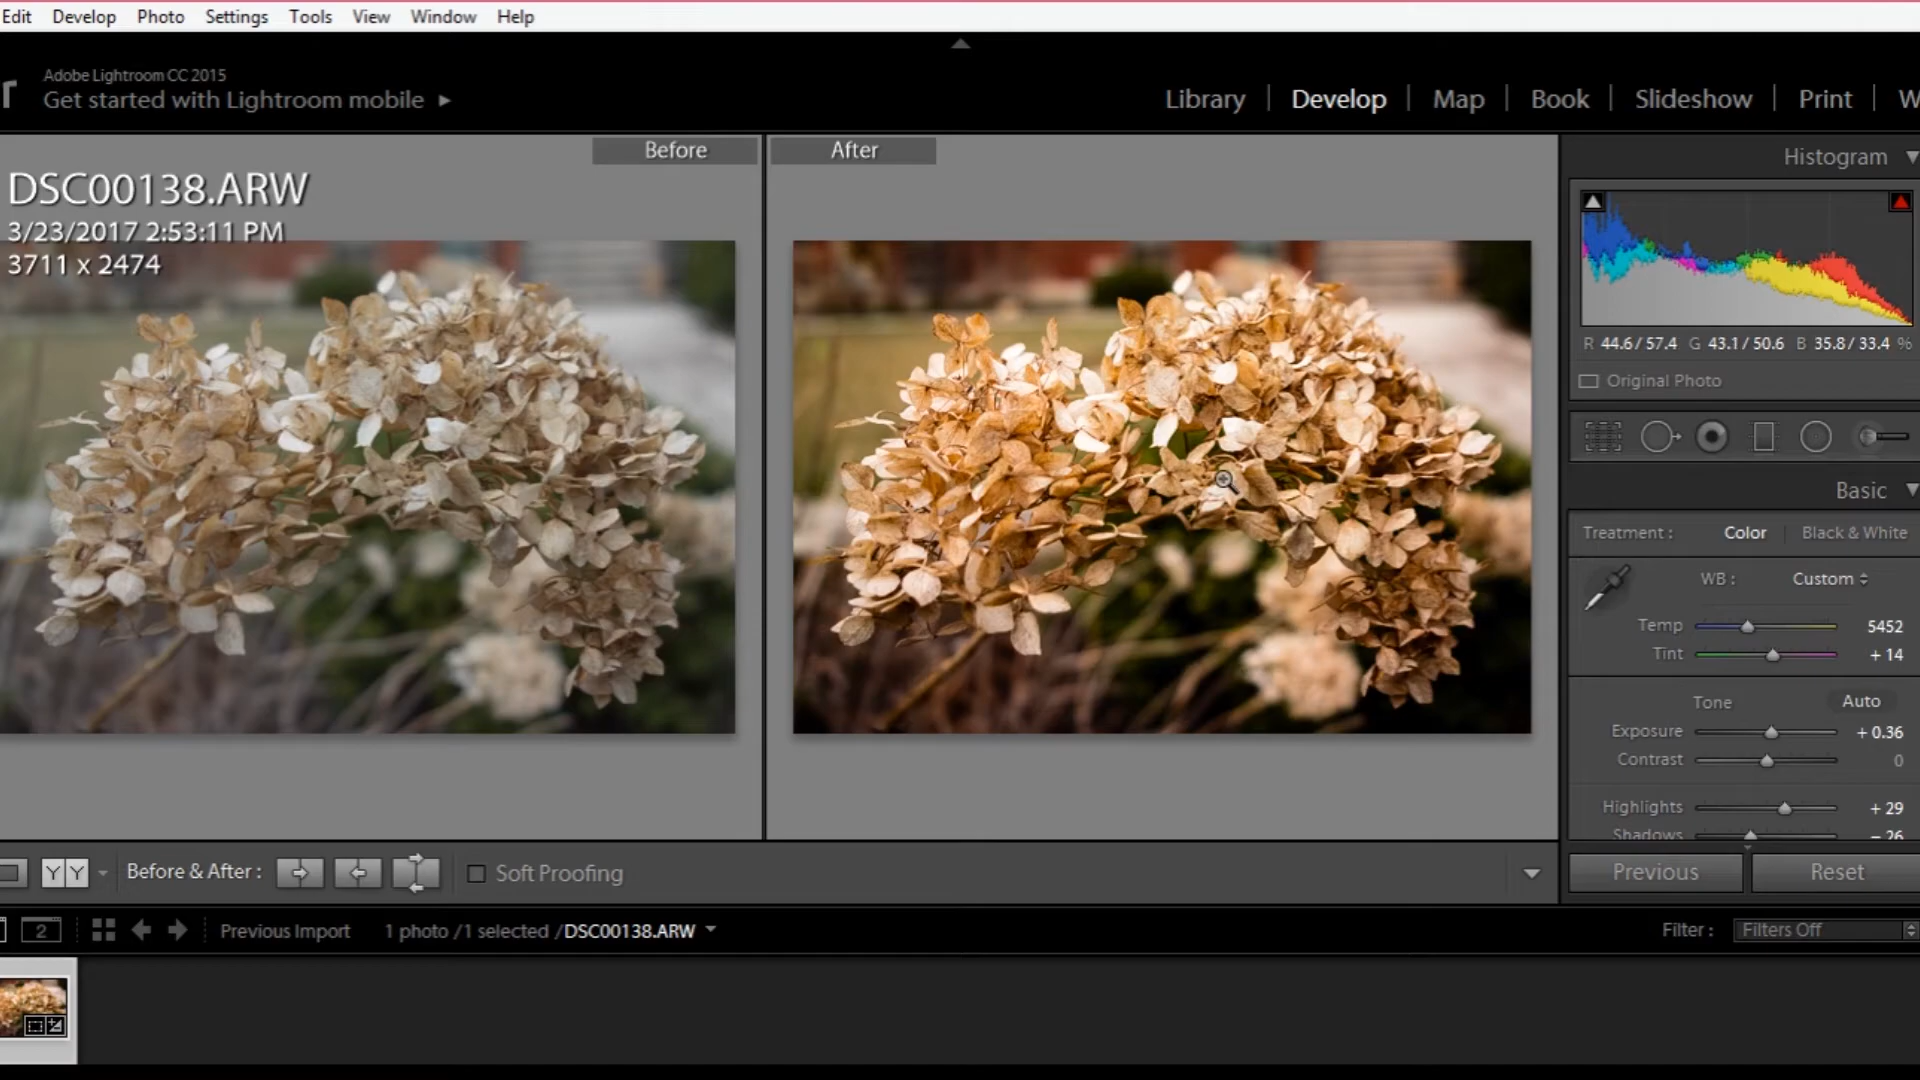 Edit Develop Photo Settings Tools View Window Help
Adobe Lightroom CC 2015
Get started with Lightroom mobile
Library | Develop | Map | Book | Slideshow | Print | W
Before
After
DSC00138.ARW
3/23/2017 2:53:11 PM
3711 x 2474
Histogram
R 44.6 / 57.4 G 43.1 / 50.6 B 35.8 / 33.4 %
Original Photo
Basic
Treatment : Color Black & White
WB : Custom
Temp 5452
Tint + 14
Tone Auto
Exposure + 0.36
Contrast 0
Highlights + 29
Shadows − 26
YY Before & After : Soft Proofing
Previous Reset
2 Previous Import 1 photo / 1 selected / DSC00138.ARW Filter : Filters Off